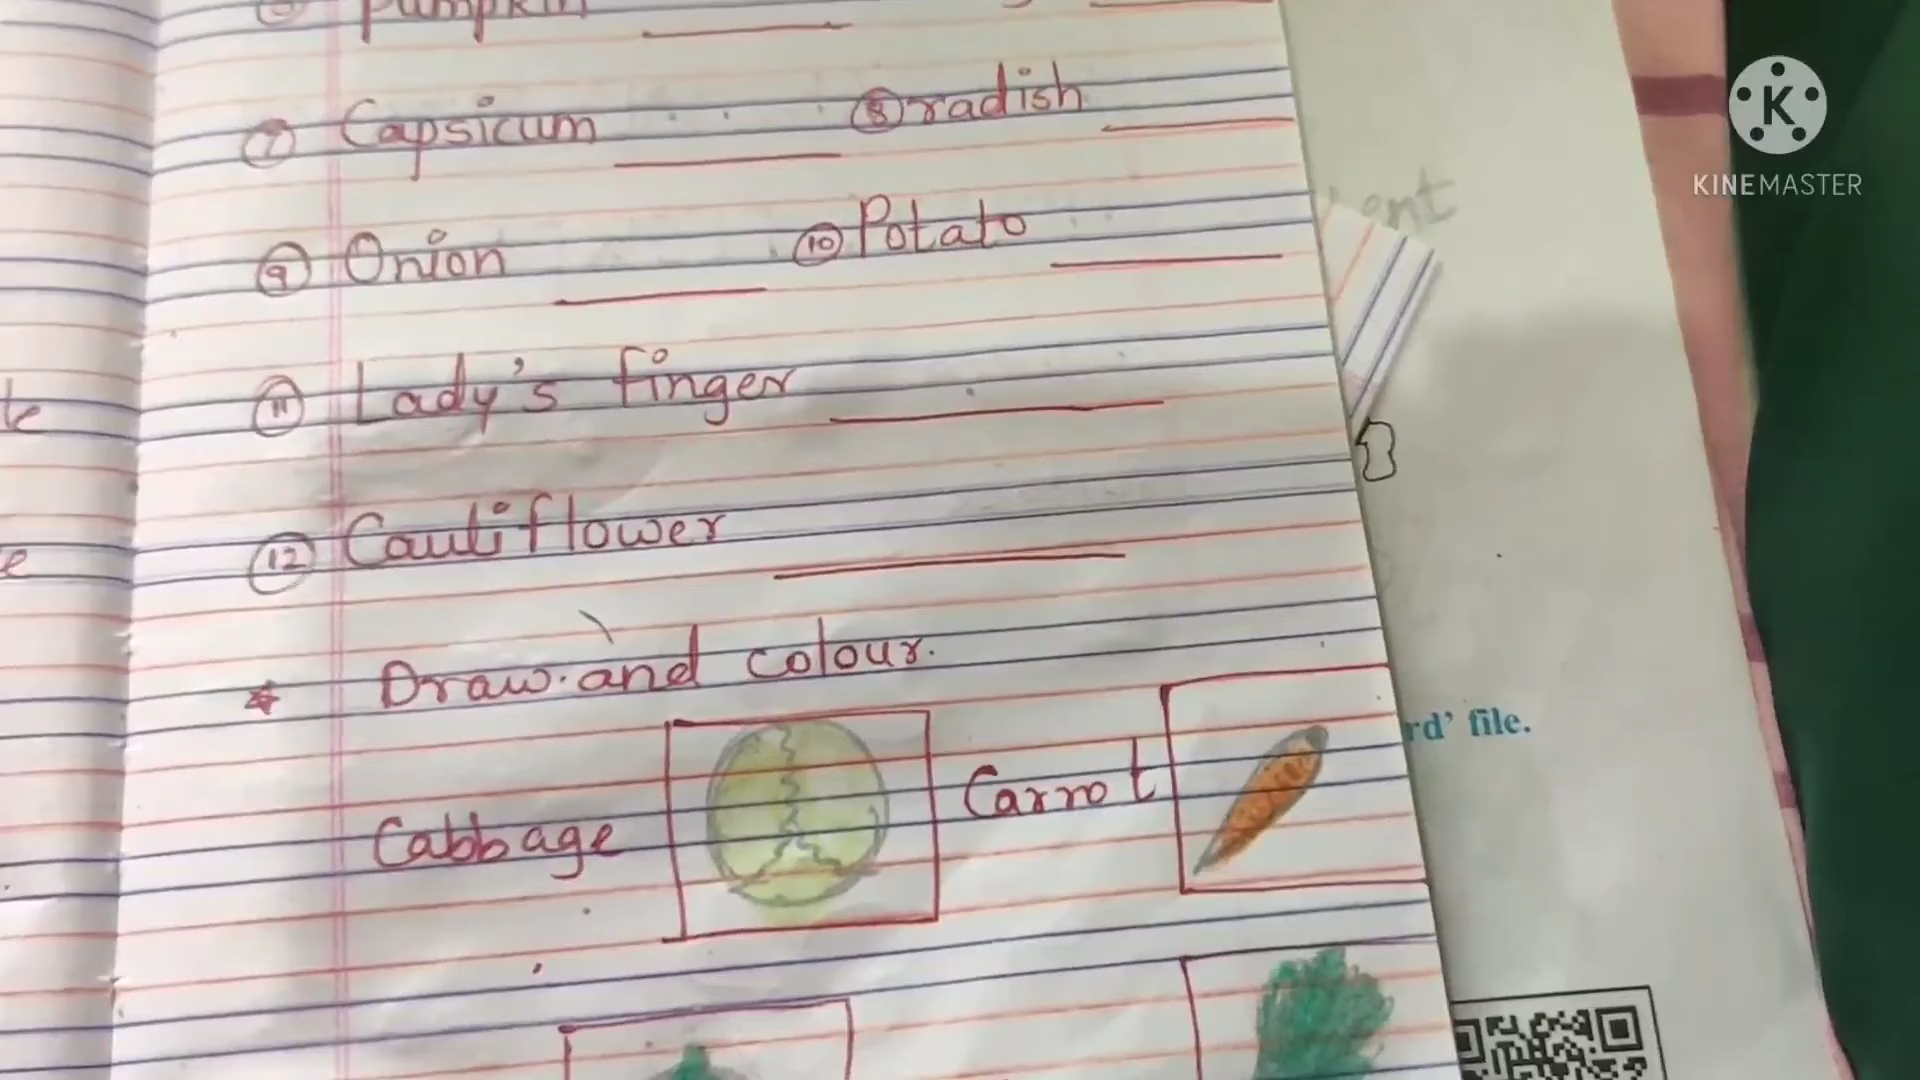 Pumpkin
⑦ Capsicum ⑧ radish
⑨ Onion ⑩ Potato
⑪ Lady's finger
⑫ Cauliflower
* Draw and colour.
Cabbage Carrot
KINEMASTER
rd' file.